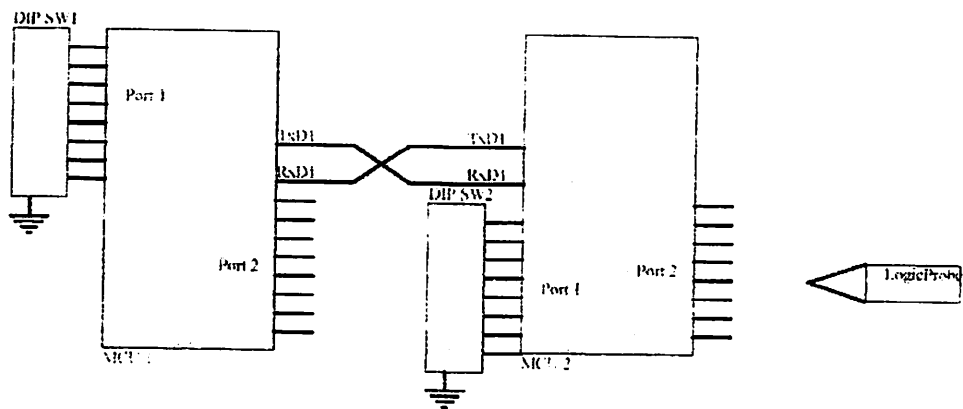 DIP SW1
Port 1
TxD1
TxD1
RxD1
RxD1
DIP SW2
Port 2
Port 2
LogicProbe
Port 1
MCU
MCU 2